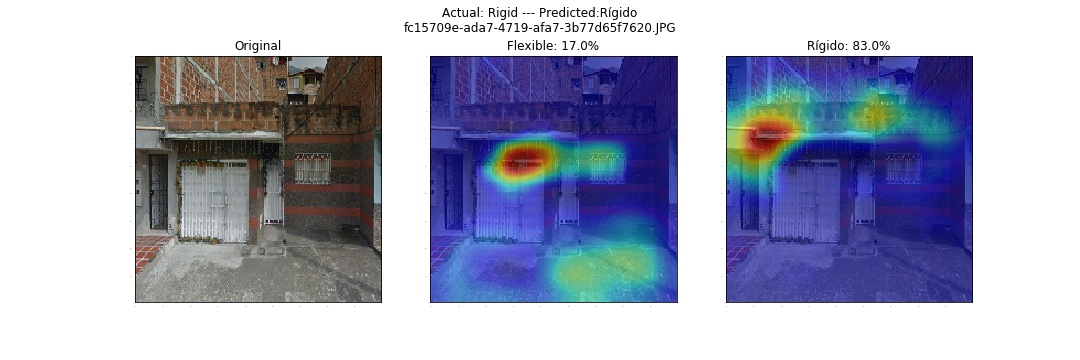 Actual: Rigid --- Predicted:Rígido
fc15709e-ada7-4719-afa7-3b77d65f7620.JPG
Original
Flexible: 17.0%
Rígido: 83.0%